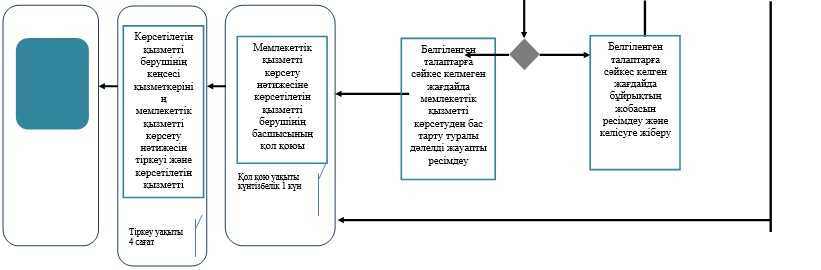 Көрсетілетін
қызметті
берушінің
кеңсесі
қызметкеріні
ң
мемлекеттік
қызметті
көрсету
нәтижесін
тіркеуі және
көрсетілетін
қызметті
Тіркеу уақыты
4 сағат
Мемлекеттік
қызметті
көрсету
нәтижесіне
көрсетілетін
қызметті
берушінің
басшысының
қол қоюы
Қол қою уақыты
күнтізбелік 1 күн
Белгіленген
талаптарға
сәйкес келмеген
жағдайда
мемлекеттік
қызметті
көрсетуден бас
тарту туралы
дәлелді жауапты
ресімдеу
Белгіленген
талаптарға
сәйкес келген
жағдайда
бұйрықтың
жобасын
ресімдеу және
келісуге жіберу